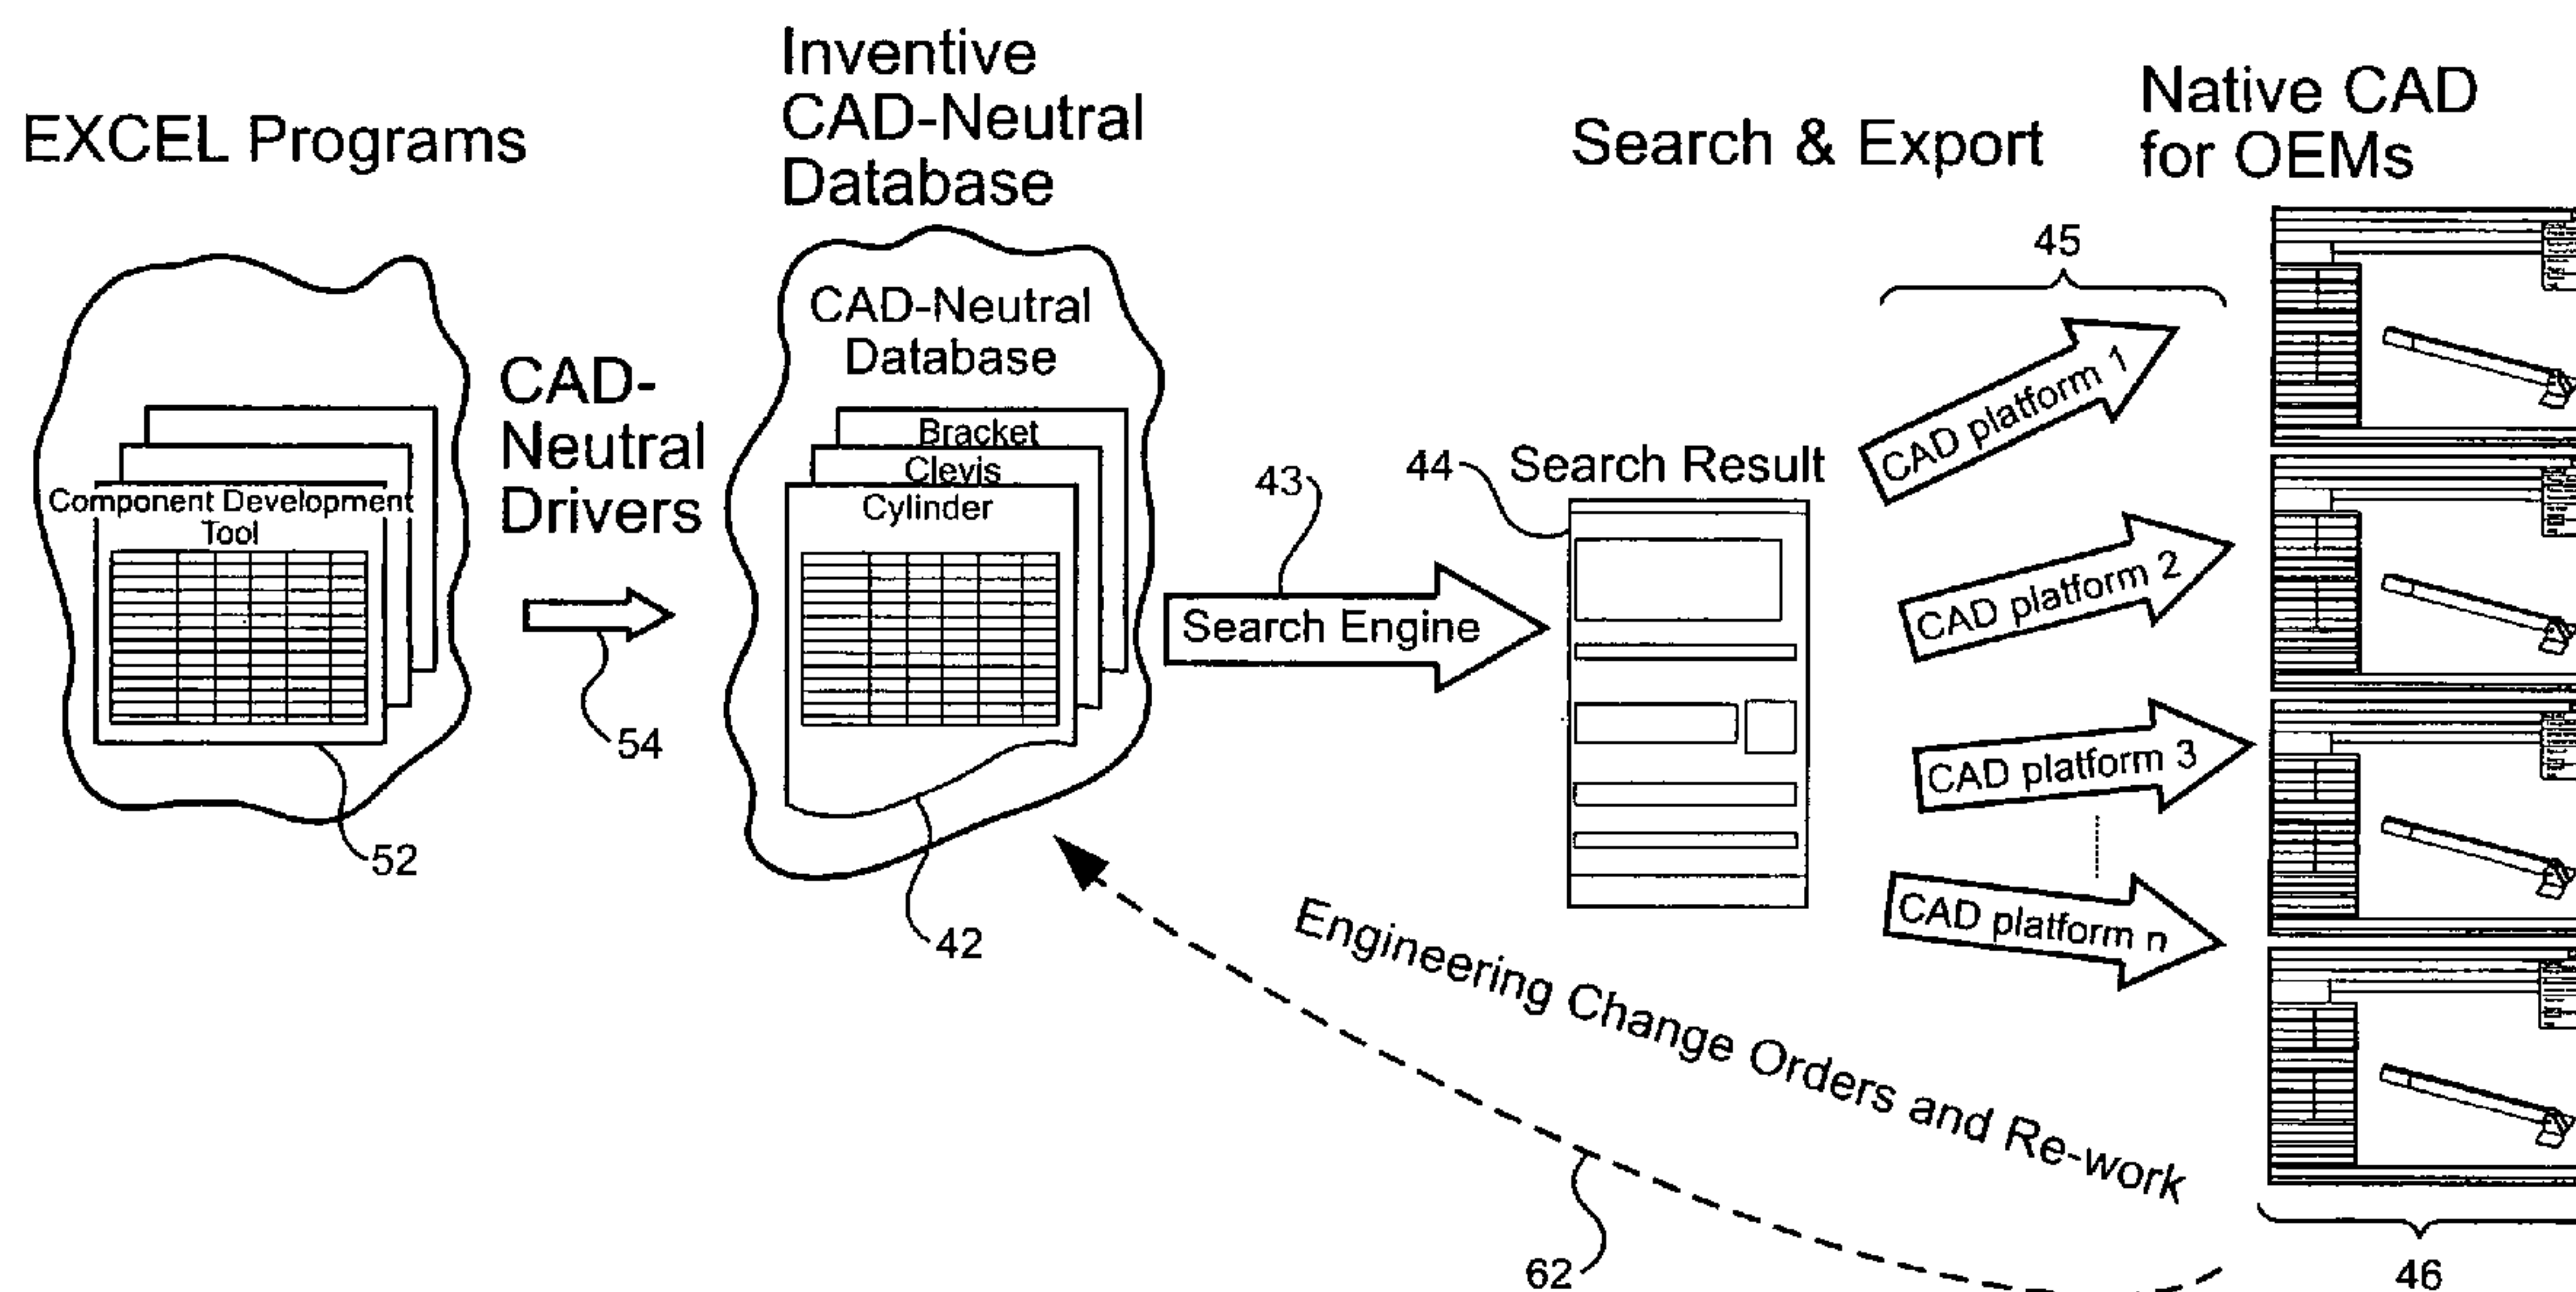 EXCEL Programs
Inventive
CAD-Neutral
Database
Search & Export
Native CAD
for OEMs
Component Development
Tool
52
CAD-
Neutral
Drivers
54
CAD-Neutral
Database
Bracket
Clevis
Cylinder
42
43
Search Engine
44
Search Result
45
CAD platform 1
CAD platform 2
CAD platform 3
CAD platform n
Engineering Change Orders and Re-work
62
46